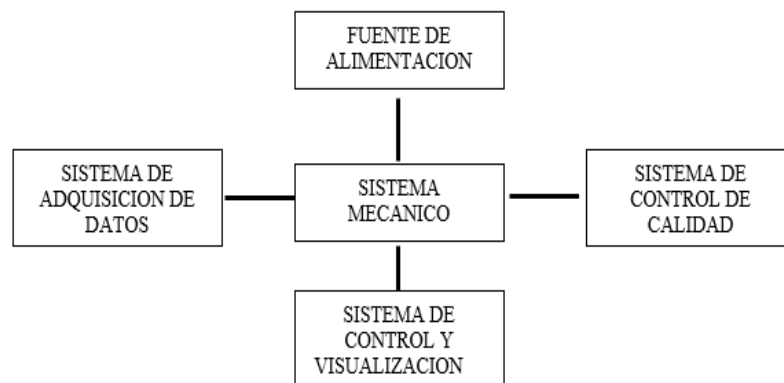 FUENTE DE
ALIMENTACION
SISTEMA DE
ADQUISICION DE
DATOS
SISTEMA
MECANICO
SISTEMA DE
CONTROL DE
CALIDAD
SISTEMA DE
CONTROL Y
VISUALIZACION